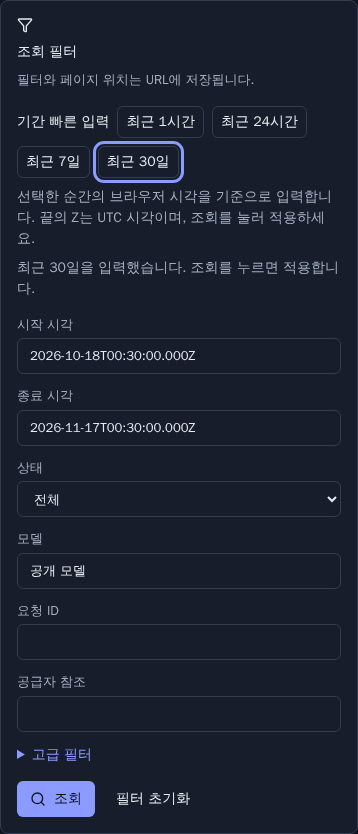 조회 필터
필터와 페이지 위치는 URL에 저장됩니다.
기간 빠른 입력 최근 1시간 최근 24시간
최근 7일 최근 30일
선택한 순간의 브라우저 시각을 기준으로 입력합니
다. 끝의 Z는 UTC 시각이며, 조회를 눌러 적용하세
요.
최근 30일을 입력했습니다. 조회를 누르면 적용합니
다.
시작 시각
2026-10-18T00:30:00.000Z
종료 시각
2026-11-17T00:30:00.000Z
상태
전체
모델
공개 모델
요청 ID
공급자 참조
고급 필터
조회 필터 초기화